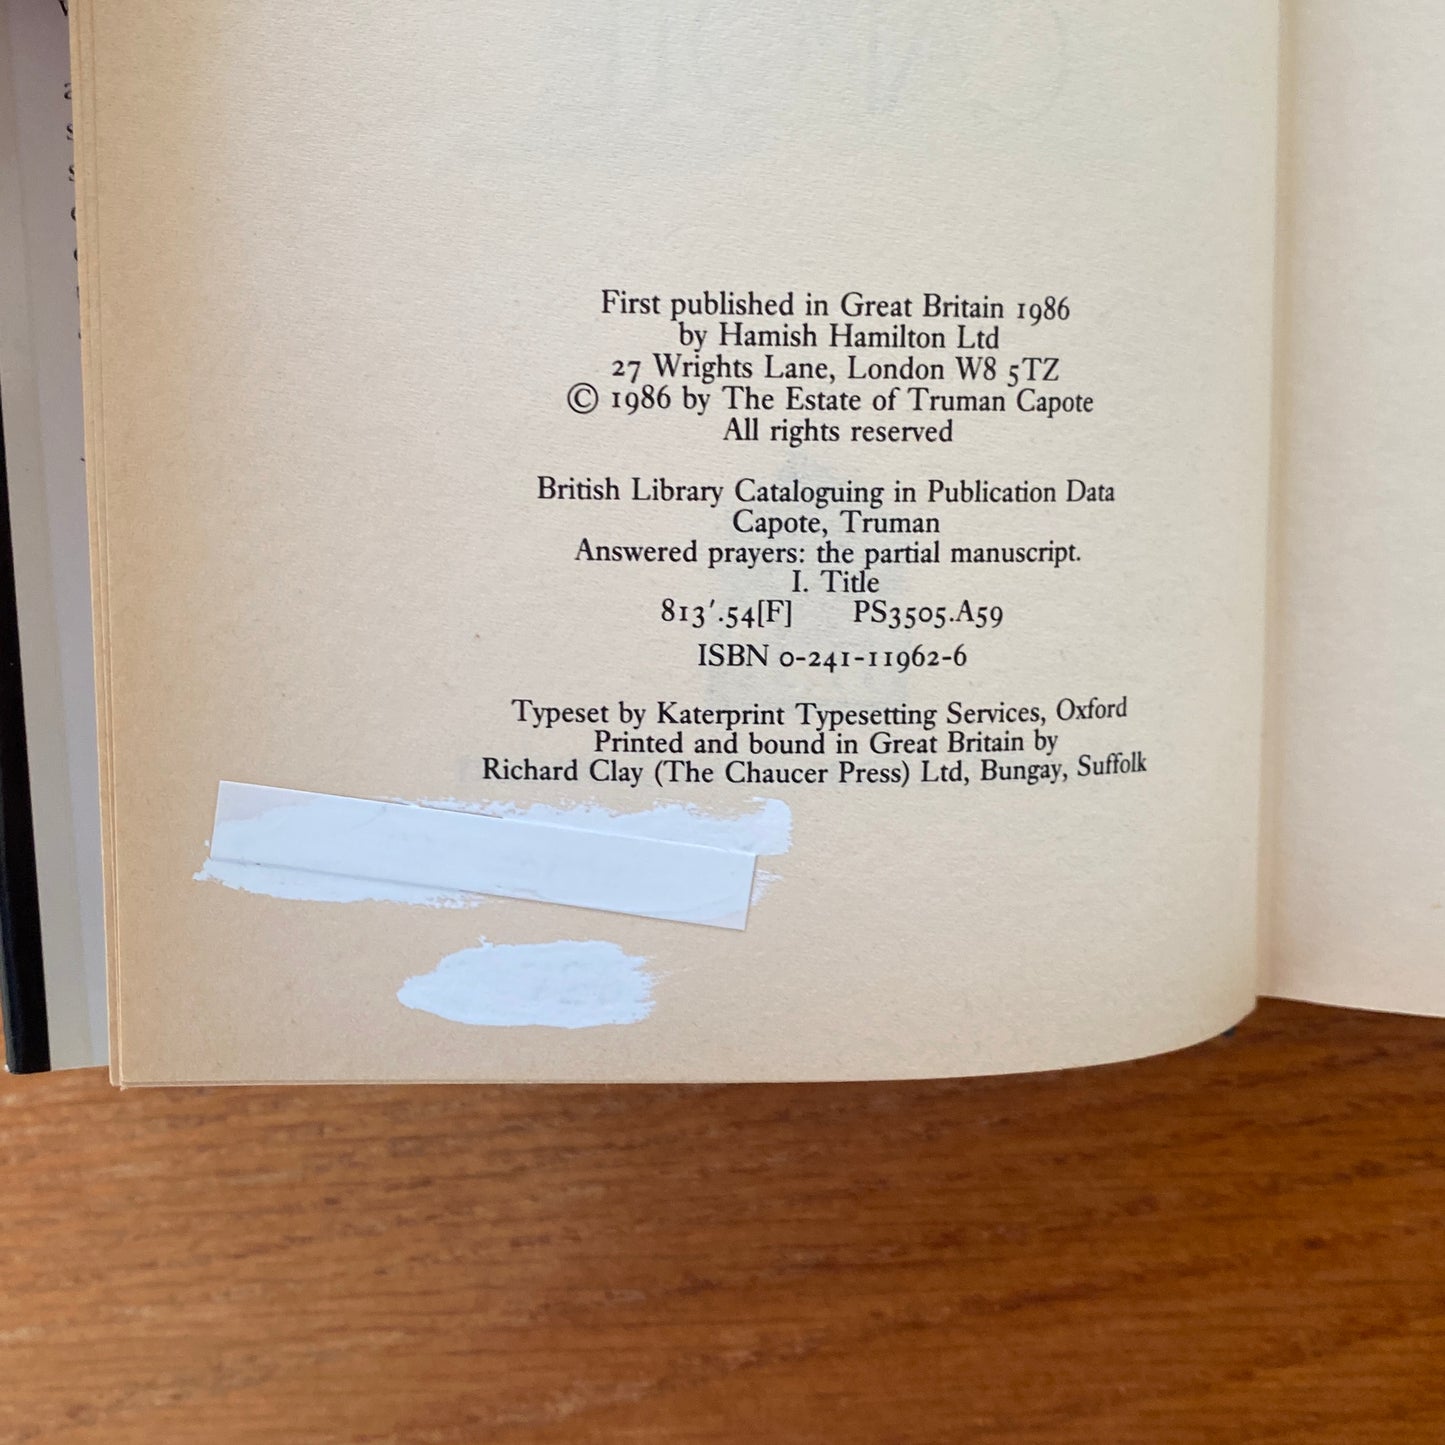 First published in Great Britain 1986
by Hamish Hamilton Ltd
27 Wrights Lane, London W8 5TZ
© 1986 by The Estate of Truman Capote
All rights reserved
British Library Cataloguing in Publication Data
Capote, Truman
Answered prayers: the partial manuscript.
I. Title
813′.54[F] PS3505.A59
ISBN 0-241-11962-6
Typeset by Katerprint Typesetting Services, Oxford
Printed and bound in Great Britain by
Richard Clay (The Chaucer Press) Ltd, Bungay, Suffolk